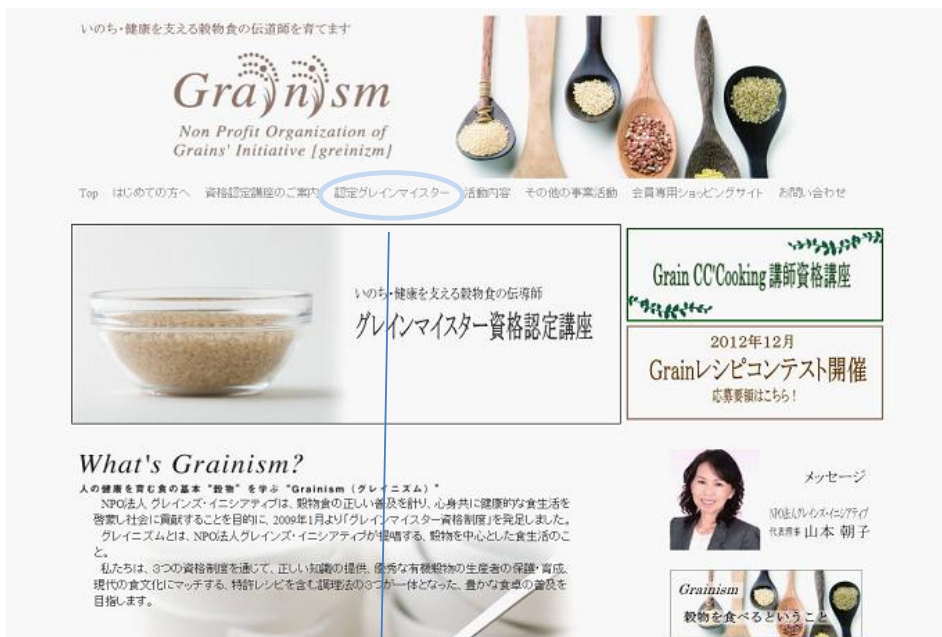 いのち・健康を支える穀物食の伝道師を育てます
Grainism
Non Profit Organization of
Grains' Initiative [greinizm]
Top はじめての方へ 資格認定講座のご案内 認定グレインマイスター 活動内容 その他の事業活動 会員専用ショッピングサイト お問い合わせ
いのち・健康を支える穀物食の伝導師
グレインマイスター資格認定講座
Grain CC'Cooking 講師資格講座
2012年12月
Grainレシピコンテスト開催
応募要領はこちら！
What's Grainism?
人の健康を育む食の基本 "穀物" を学ぶ "Grainism (グレイニズム)"
NPO法人 グレインズ・イニシアティブは、穀物食の正しい普及を計り、心身共に健康的な食生活を
啓蒙し社会に貢献することを目的に、2009年1月より「グレインマイスター資格制度」を発足しました。
グレイニズムとは、NPO法人グレインズ・イニシアティブが提唱する、穀物を中心とした食生活のこ
と。
私たちは、3つの資格制度を通じて、正しい知識の提供、優秀な有機穀物の生産者の保護・育成、
現代の食文化にマッチする、特許レシピを含む調理法の3つが一体となった、豊かな食卓の普及を
目指します。
メッセージ
NPO法人グレインズ・イニシアティブ
代表理事 山本 朝子
Grainism
穀物を食べるということ